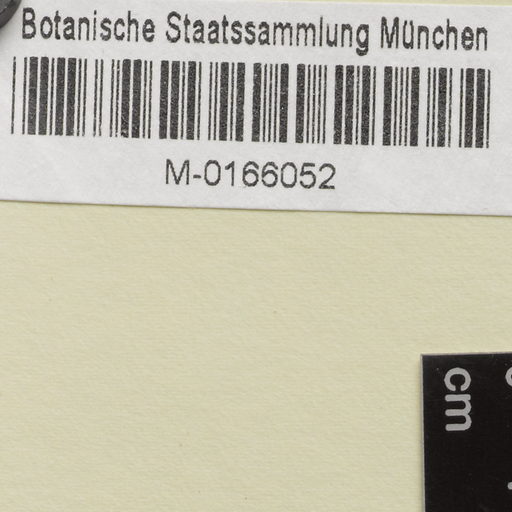 Botanische Staatssammlung München
M-0166052
cm